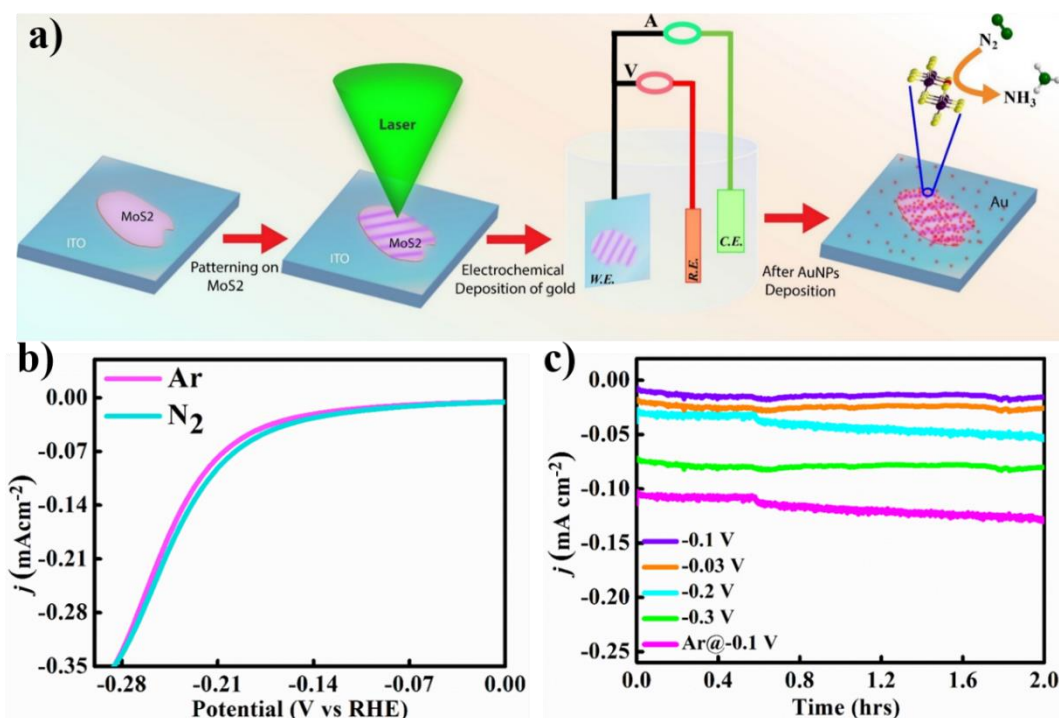 a)
Laser
MoS2
ITO
Patterning on
MoS2
MoS2
ITO
Electrochemical
Deposition of gold
A
V
W.E.
R.E.
C.E.
After AuNPs
Deposition
N₂
NH₃
Au
b)
Ar
N₂
0.00
-0.07
-0.14
-0.21
-0.28
-0.35
j (mAcm⁻²)
-0.28 -0.21 -0.14 -0.07 0.00
Potential (V vs RHE)
c)
0.00
-0.05
-0.10
-0.15
-0.20
-0.25
j (mA cm⁻²)
-0.1 V
-0.03 V
-0.2 V
-0.3 V
Ar@-0.1 V
0.0 0.4 0.8 1.2 1.6 2.0
Time (hrs)